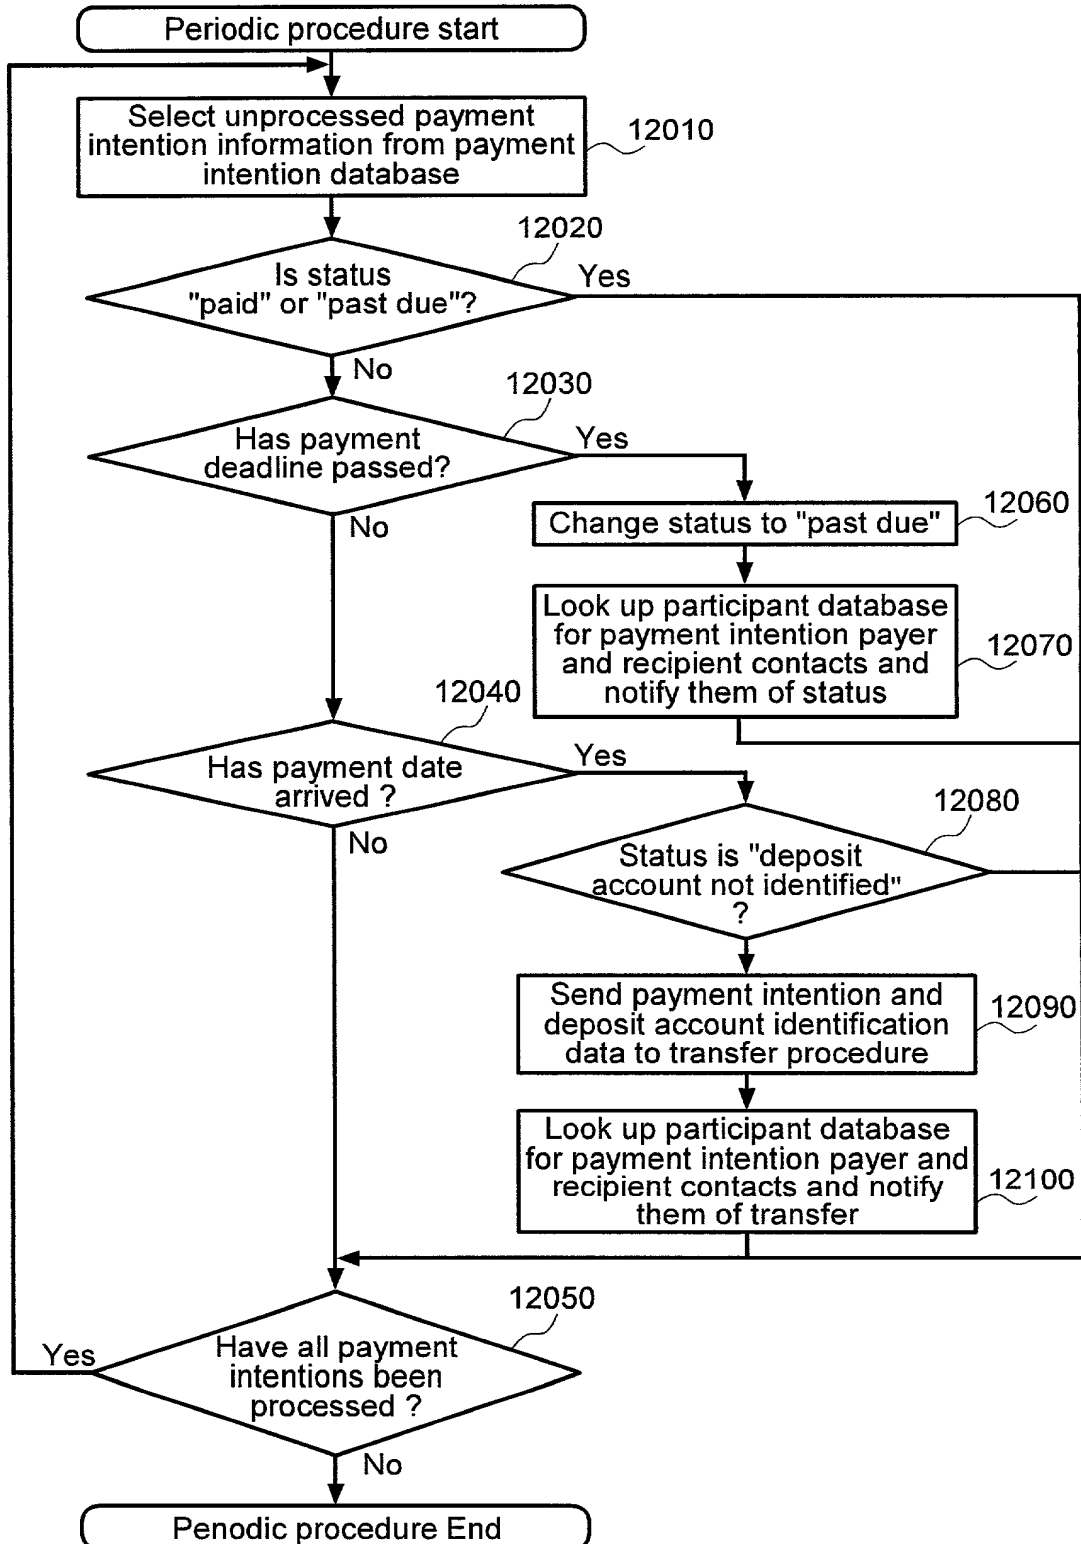 Periodic procedure start
Select unprocessed payment
intention information from payment
intention database
12010
12020
Is status
"paid" or "past due"?
Yes
No
12030
Has payment
deadline passed?
Yes
No
12060
Change status to "past due"
Look up participant database
for payment intention payer
and recipient contacts and
notify them of status
12070
12040
Has payment date
arrived ?
Yes
No
12080
Status is "deposit
account not identified"
?
Send payment intention and
deposit account identification
data to transfer procedure
12090
Look up participant database
for payment intention payer and
recipient contacts and notify
them of transfer
12100
12050
Have all payment
intentions been
processed ?
Yes
No
Penodic procedure End